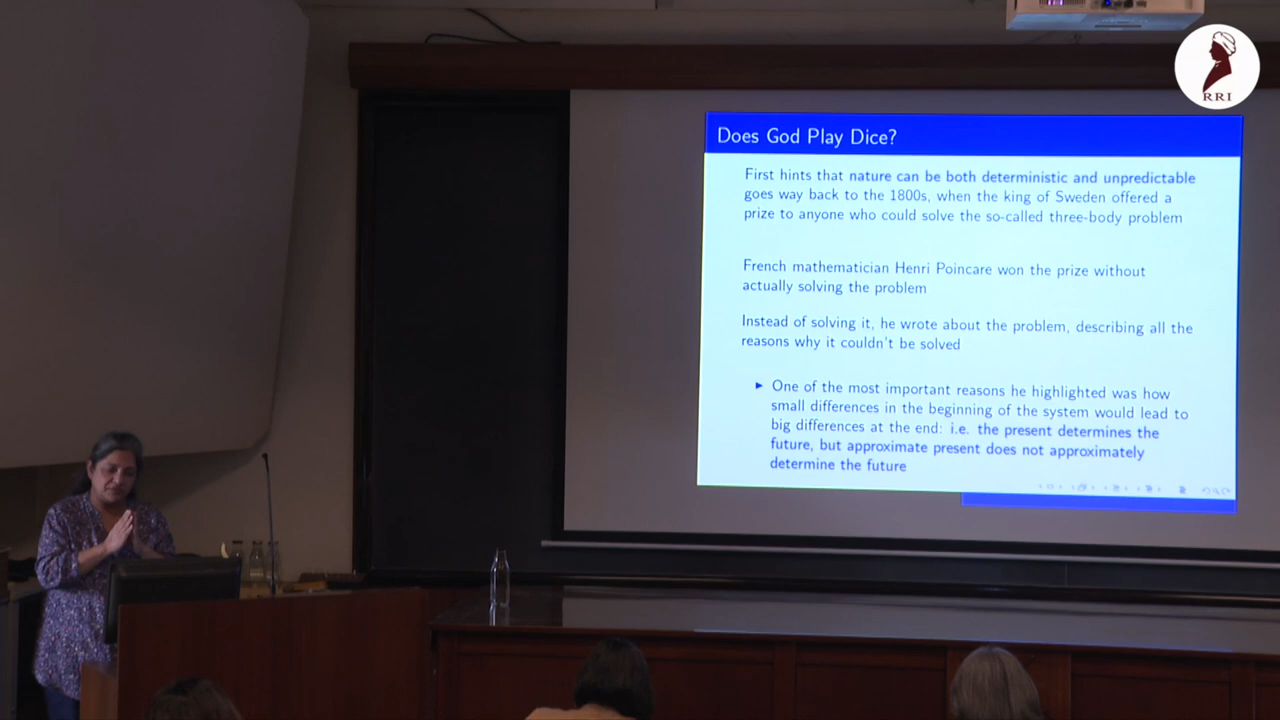 RRI
Does God Play Dice?
First hints that nature can be both deterministic and unpredictable
goes way back to the 1800s, when the king of Sweden offered a
prize to anyone who could solve the so-called three-body problem
French mathematician Henri Poincare won the prize without
actually solving the problem
Instead of solving it, he wrote about the problem, describing all the
reasons why it couldn't be solved
One of the most important reasons he highlighted was how
small differences in the beginning of the system would lead to
big differences at the end: i.e. the present determines the
future, but approximate present does not approximately
determine the future